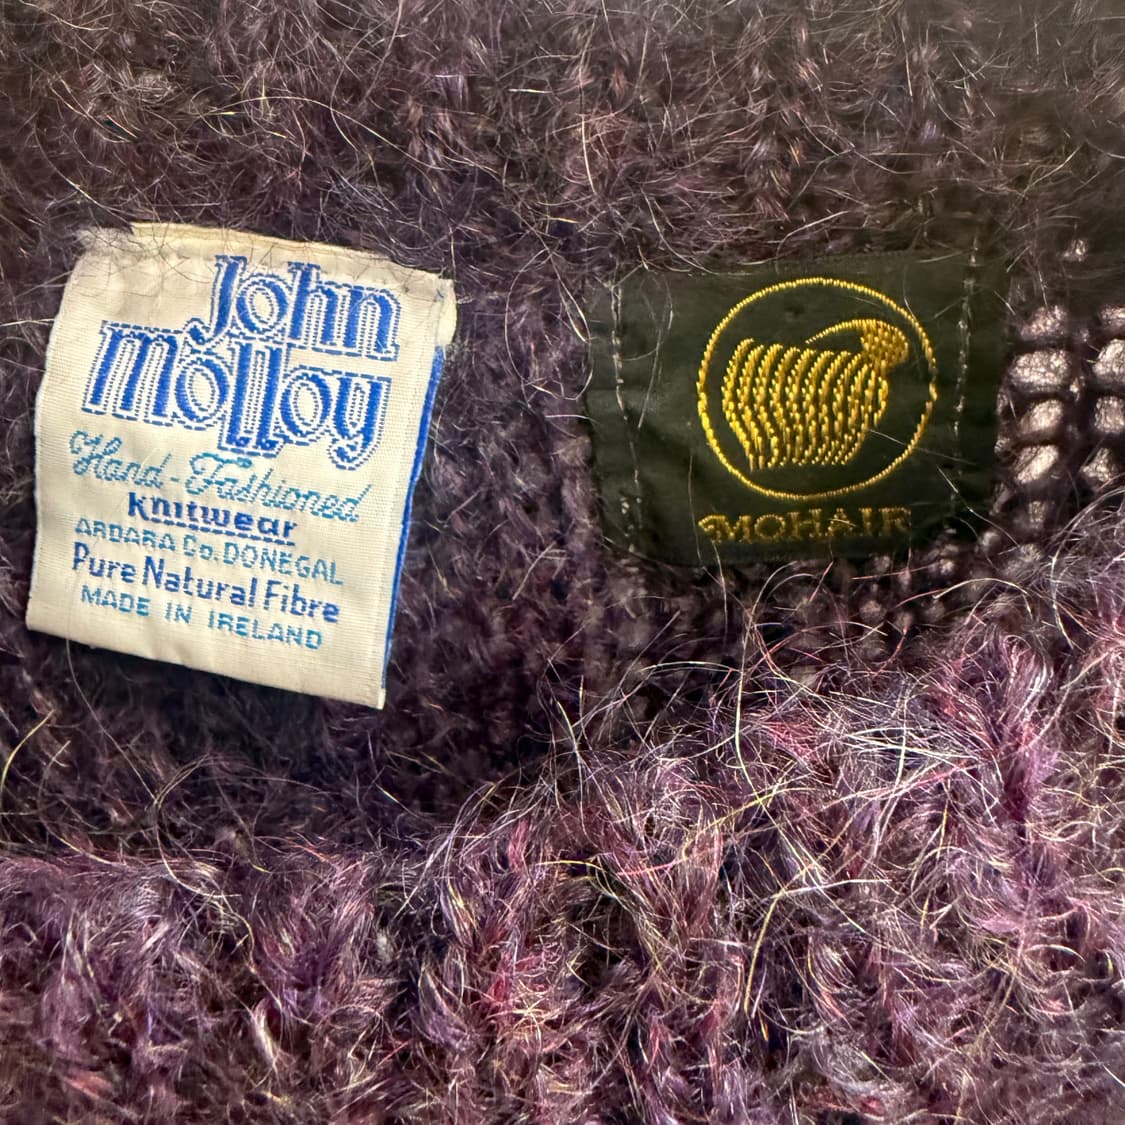 John
Molloy
Hand-Fashioned
Knitwear
ARDARA Co. DONEGAL
Pure Natural Fibre
MADE IN IRELAND
MOHAIR